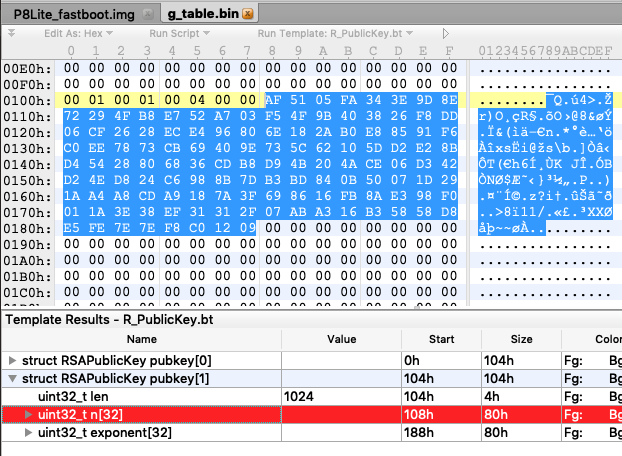 P8Lite_fastboot.img g_table.bin
Edit As: Hex Run Script Run Template: R_PublicKey.bt
0 1 2 3 4 5 6 7 8 9 A B C D E F 0123456789ABCDEF
00E0h: 00 00 00 00 00 00 00 00 00 00 00 00 00 00 00 00 ................
00F0h: 00 00 00 00 00 00 00 00 00 00 00 00 00 00 00 00 ................
0100h: 00 01 00 01 00 04 00 00 AF 51 05 FA 34 3E 9D 8E ........¯Q.ú4>.Ž
0110h: 72 29 4F B8 E7 52 A7 03 F5 4F 9B 40 38 26 F8 DD r)O¸çR§.õO›@8&øÝ
0120h: 06 CF 26 28 EC E4 96 80 6E 18 2A B0 E8 85 91 F6 .Ï&(ìä–€n.*°è…‘ö
0130h: C0 EE 78 73 CB 69 40 9E 73 5C 62 10 5D D2 E2 8B Àîxs Ëi@žs\b.]Òâ‹
0140h: D4 54 28 80 68 36 CD B8 D9 4B 20 4A CE 06 D3 42 ÔT(€h6Í¸ÙK JÎ.ÓB
0150h: D2 4E D8 24 C6 98 8B 7D B3 BD 84 0B 50 07 1D 29 ÒNØ$Æ˜‹}³½„.P..)
0160h: 1A A4 A8 CD A9 18 7A 3F 69 86 16 FB 8A E3 98 F0 .¤¨Í©.z?i†.ûŠã˜ð
0170h: 01 1A 3E 38 EF 31 31 2F 07 AB A3 16 B3 58 58 D8 ..>8ï11/.«£.³XXØ
0180h: E5 FE 7E 7E F8 C0 12 09 00 00 00 00 00 00 00 00 åþ~~øÀ..........
0190h: 00 00 00 00 00 00 00 00 00 00 00 00 00 00 00 00 ................
01A0h: 00 00 00 00 00 00 00 00 00 00 00 00 00 00 00 00 ................
01B0h: 00 00 00 00 00 00 00 00 00 00 00 00 00 00 00 00 ................
01C0h: 00 00 00 00 00 00 00 00 00 00 00 00 00 00 00 00 ................
Template Results - R_PublicKey.bt
Name Value Start Size Color
struct RSAPublicKey pubkey[0] 0h 104h Fg: Bg
struct RSAPublicKey pubkey[1] 104h 104h Fg: Bg
uint32_t len 1024 104h 4h Fg: Bg
uint32_t n[32] 108h 80h Fg: Bg
uint32_t exponent[32] 188h 80h Fg: Bg